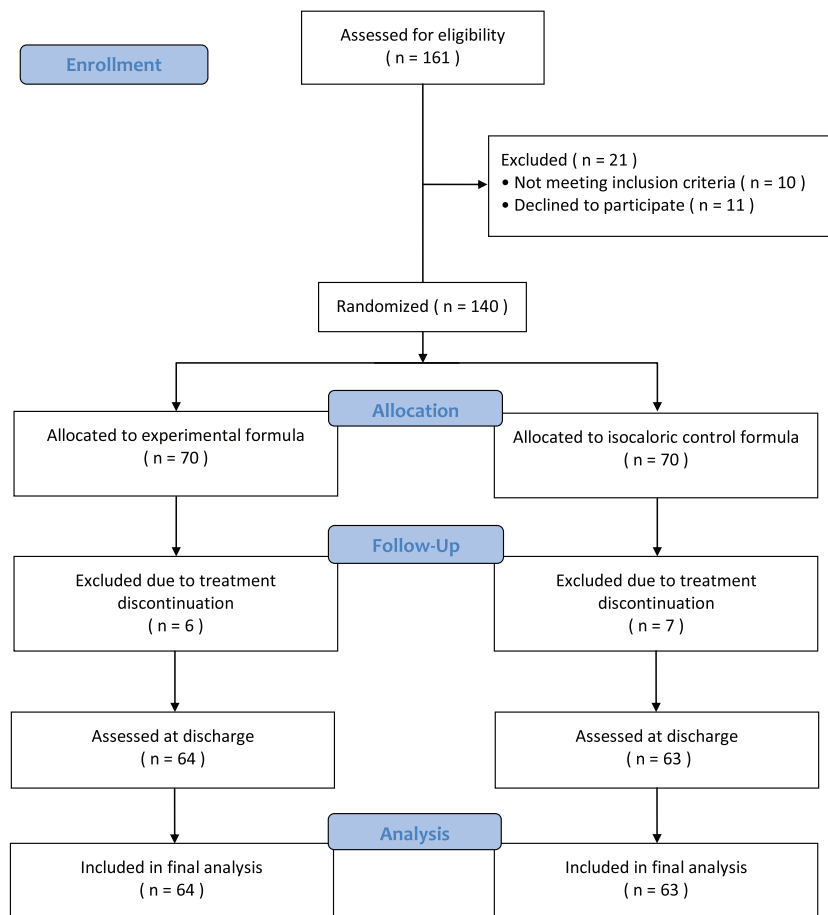 Assessed for eligibility
( n = 161 )
Enrollment
Excluded ( n = 21 )
• Not meeting inclusion criteria ( n = 10 )
• Declined to participate ( n = 11 )
Randomized ( n = 140 )
Allocation
Allocated to experimental formula
( n = 70 )
Allocated to isocaloric control formula
( n = 70 )
Follow-Up
Excluded due to treatment
discontinuation
( n = 6 )
Excluded due to treatment
discontinuation
( n = 7 )
Assessed at discharge
( n = 64 )
Assessed at discharge
( n = 63 )
Analysis
Included in final analysis
( n = 64 )
Included in final analysis
( n = 63 )